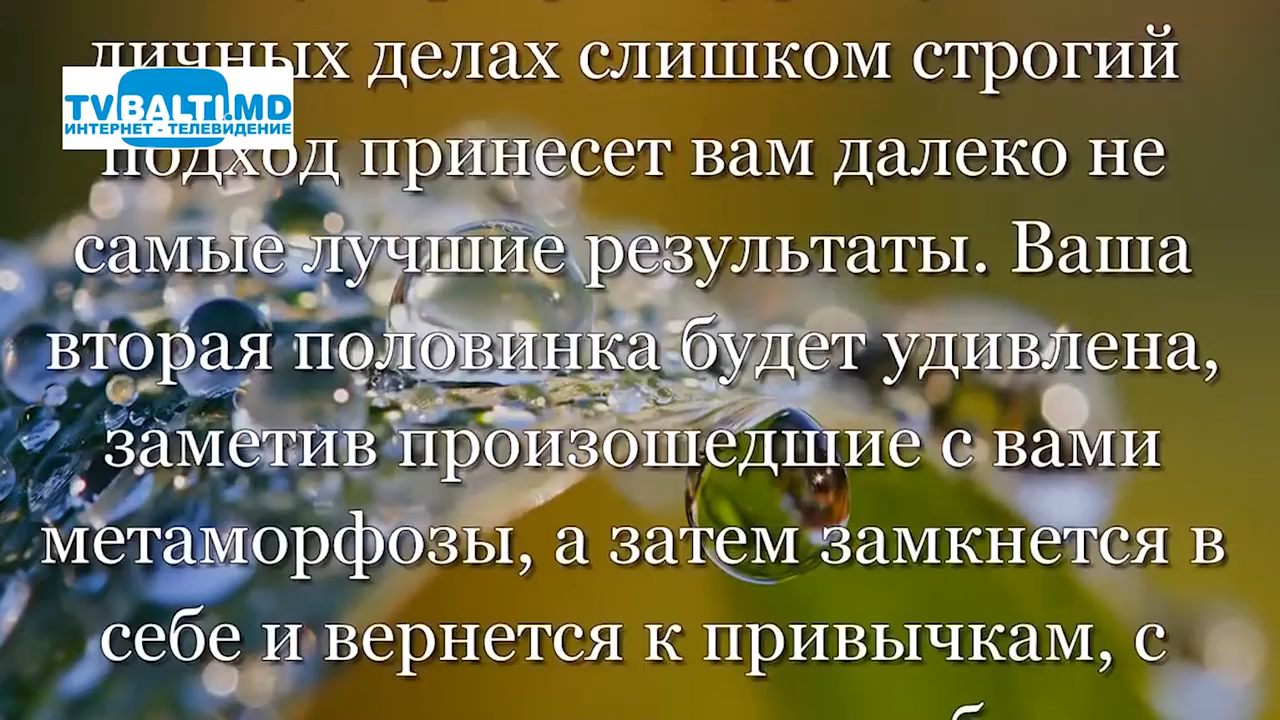 TVBALTI.MD
ИНТЕРНЕТ - ТЕЛЕВИДЕНИЕ
личных делах слишком строгий
подход принесет вам далеко не
самые лучшие результаты. Ваша
вторая половинка будет удивлена,
заметив произошедшие с вами
метаморфозы, а затем замкнется в
себе и вернется к привычкам, с